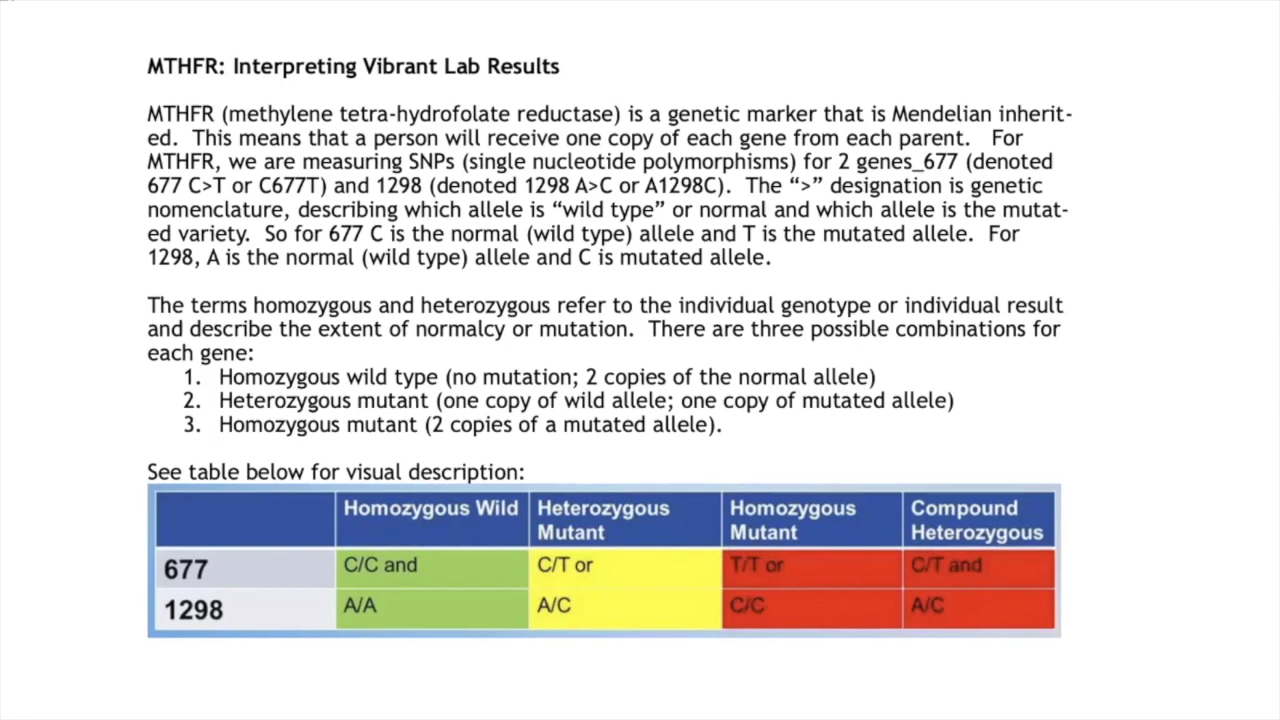 MTHFR: Interpreting Vibrant Lab Results
MTHFR (methylene tetra-hydrofolate reductase) is a genetic marker that is Mendelian inherit-
ed. This means that a person will receive one copy of each gene from each parent. For
MTHFR, we are measuring SNPs (single nucleotide polymorphisms) for 2 genes_677 (denoted
677 C>T or C677T) and 1298 (denoted 1298 A>C or A1298C). The “>” designation is genetic
nomenclature, describing which allele is “wild type” or normal and which allele is the mutat-
ed variety. So for 677 C is the normal (wild type) allele and T is the mutated allele. For
1298, A is the normal (wild type) allele and C is mutated allele.
The terms homozygous and heterozygous refer to the individual genotype or individual result
and describe the extent of normalcy or mutation. There are three possible combinations for
each gene:
1. Homozygous wild type (no mutation; 2 copies of the normal allele)
2. Heterozygous mutant (one copy of wild allele; one copy of mutated allele)
3. Homozygous mutant (2 copies of a mutated allele).
See table below for visual description:
Homozygous Wild Heterozygous Mutant Homozygous Mutant Compound Heterozygous
677 C/C and C/T or T/T or C/T and
1298 A/A A/C C/C A/C